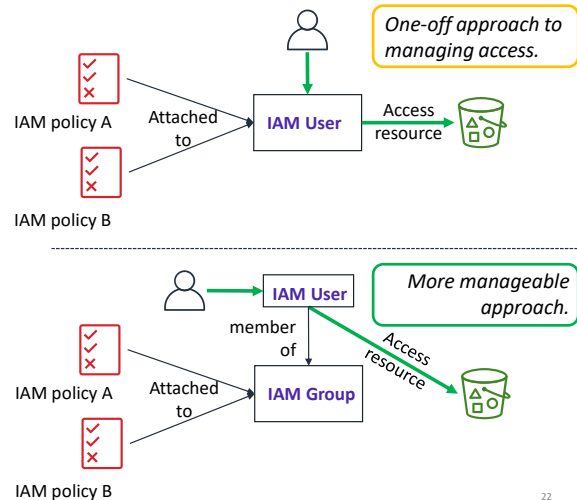 One-off approach to
managing access.
IAM policy A
Attached
to
IAM User
Access
resource
IAM policy B
More manageable
approach.
IAM User
member
of
Access
resource
IAM policy A
Attached
to
IAM Group
IAM policy B
22